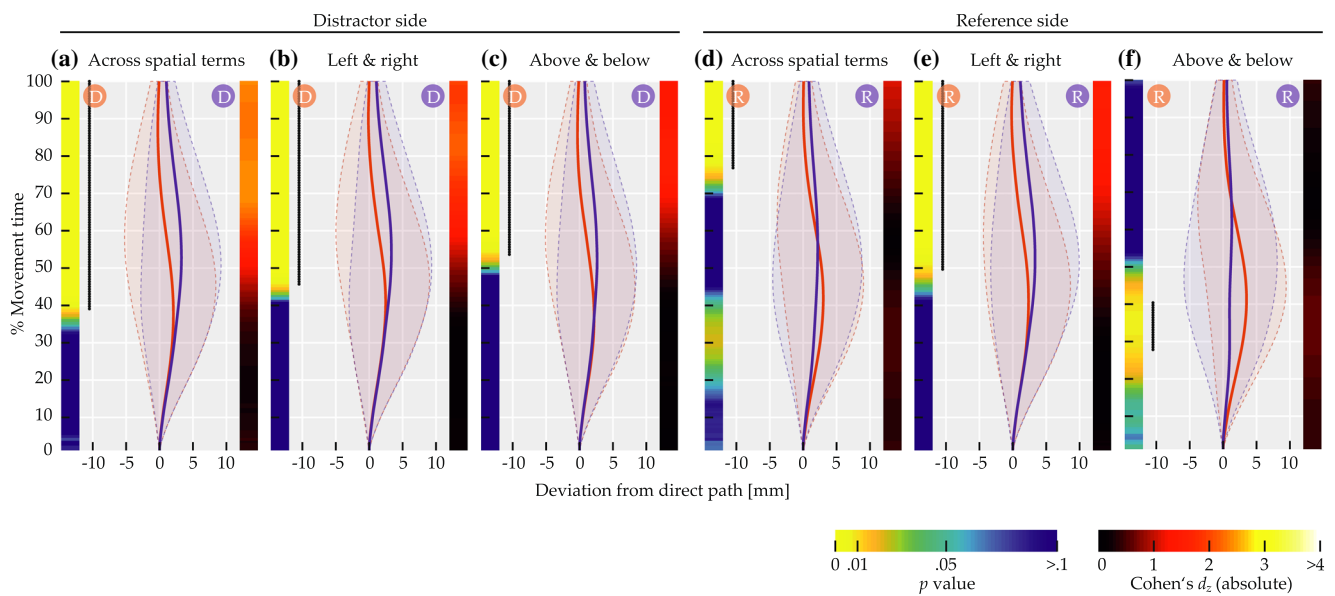 Distractor side Reference side
(a) Across spatial terms (b) Left & right (c) Above & below (d) Across spatial terms (e) Left & right (f) Above & below
D D D D D D R R R R R R
100
90
80
70
60
50
40
30
20
10
0
% Movement time
-10 -5 0 5 10 -10 -5 0 5 10 -10 -5 0 5 10 -10 -5 0 5 10 -10 -5 0 5 10 -10 -5 0 5 10
Deviation from direct path [mm]
0 .01 .05 >.1 0 1 2 3 >4
p value Cohen‘s dz (absolute)